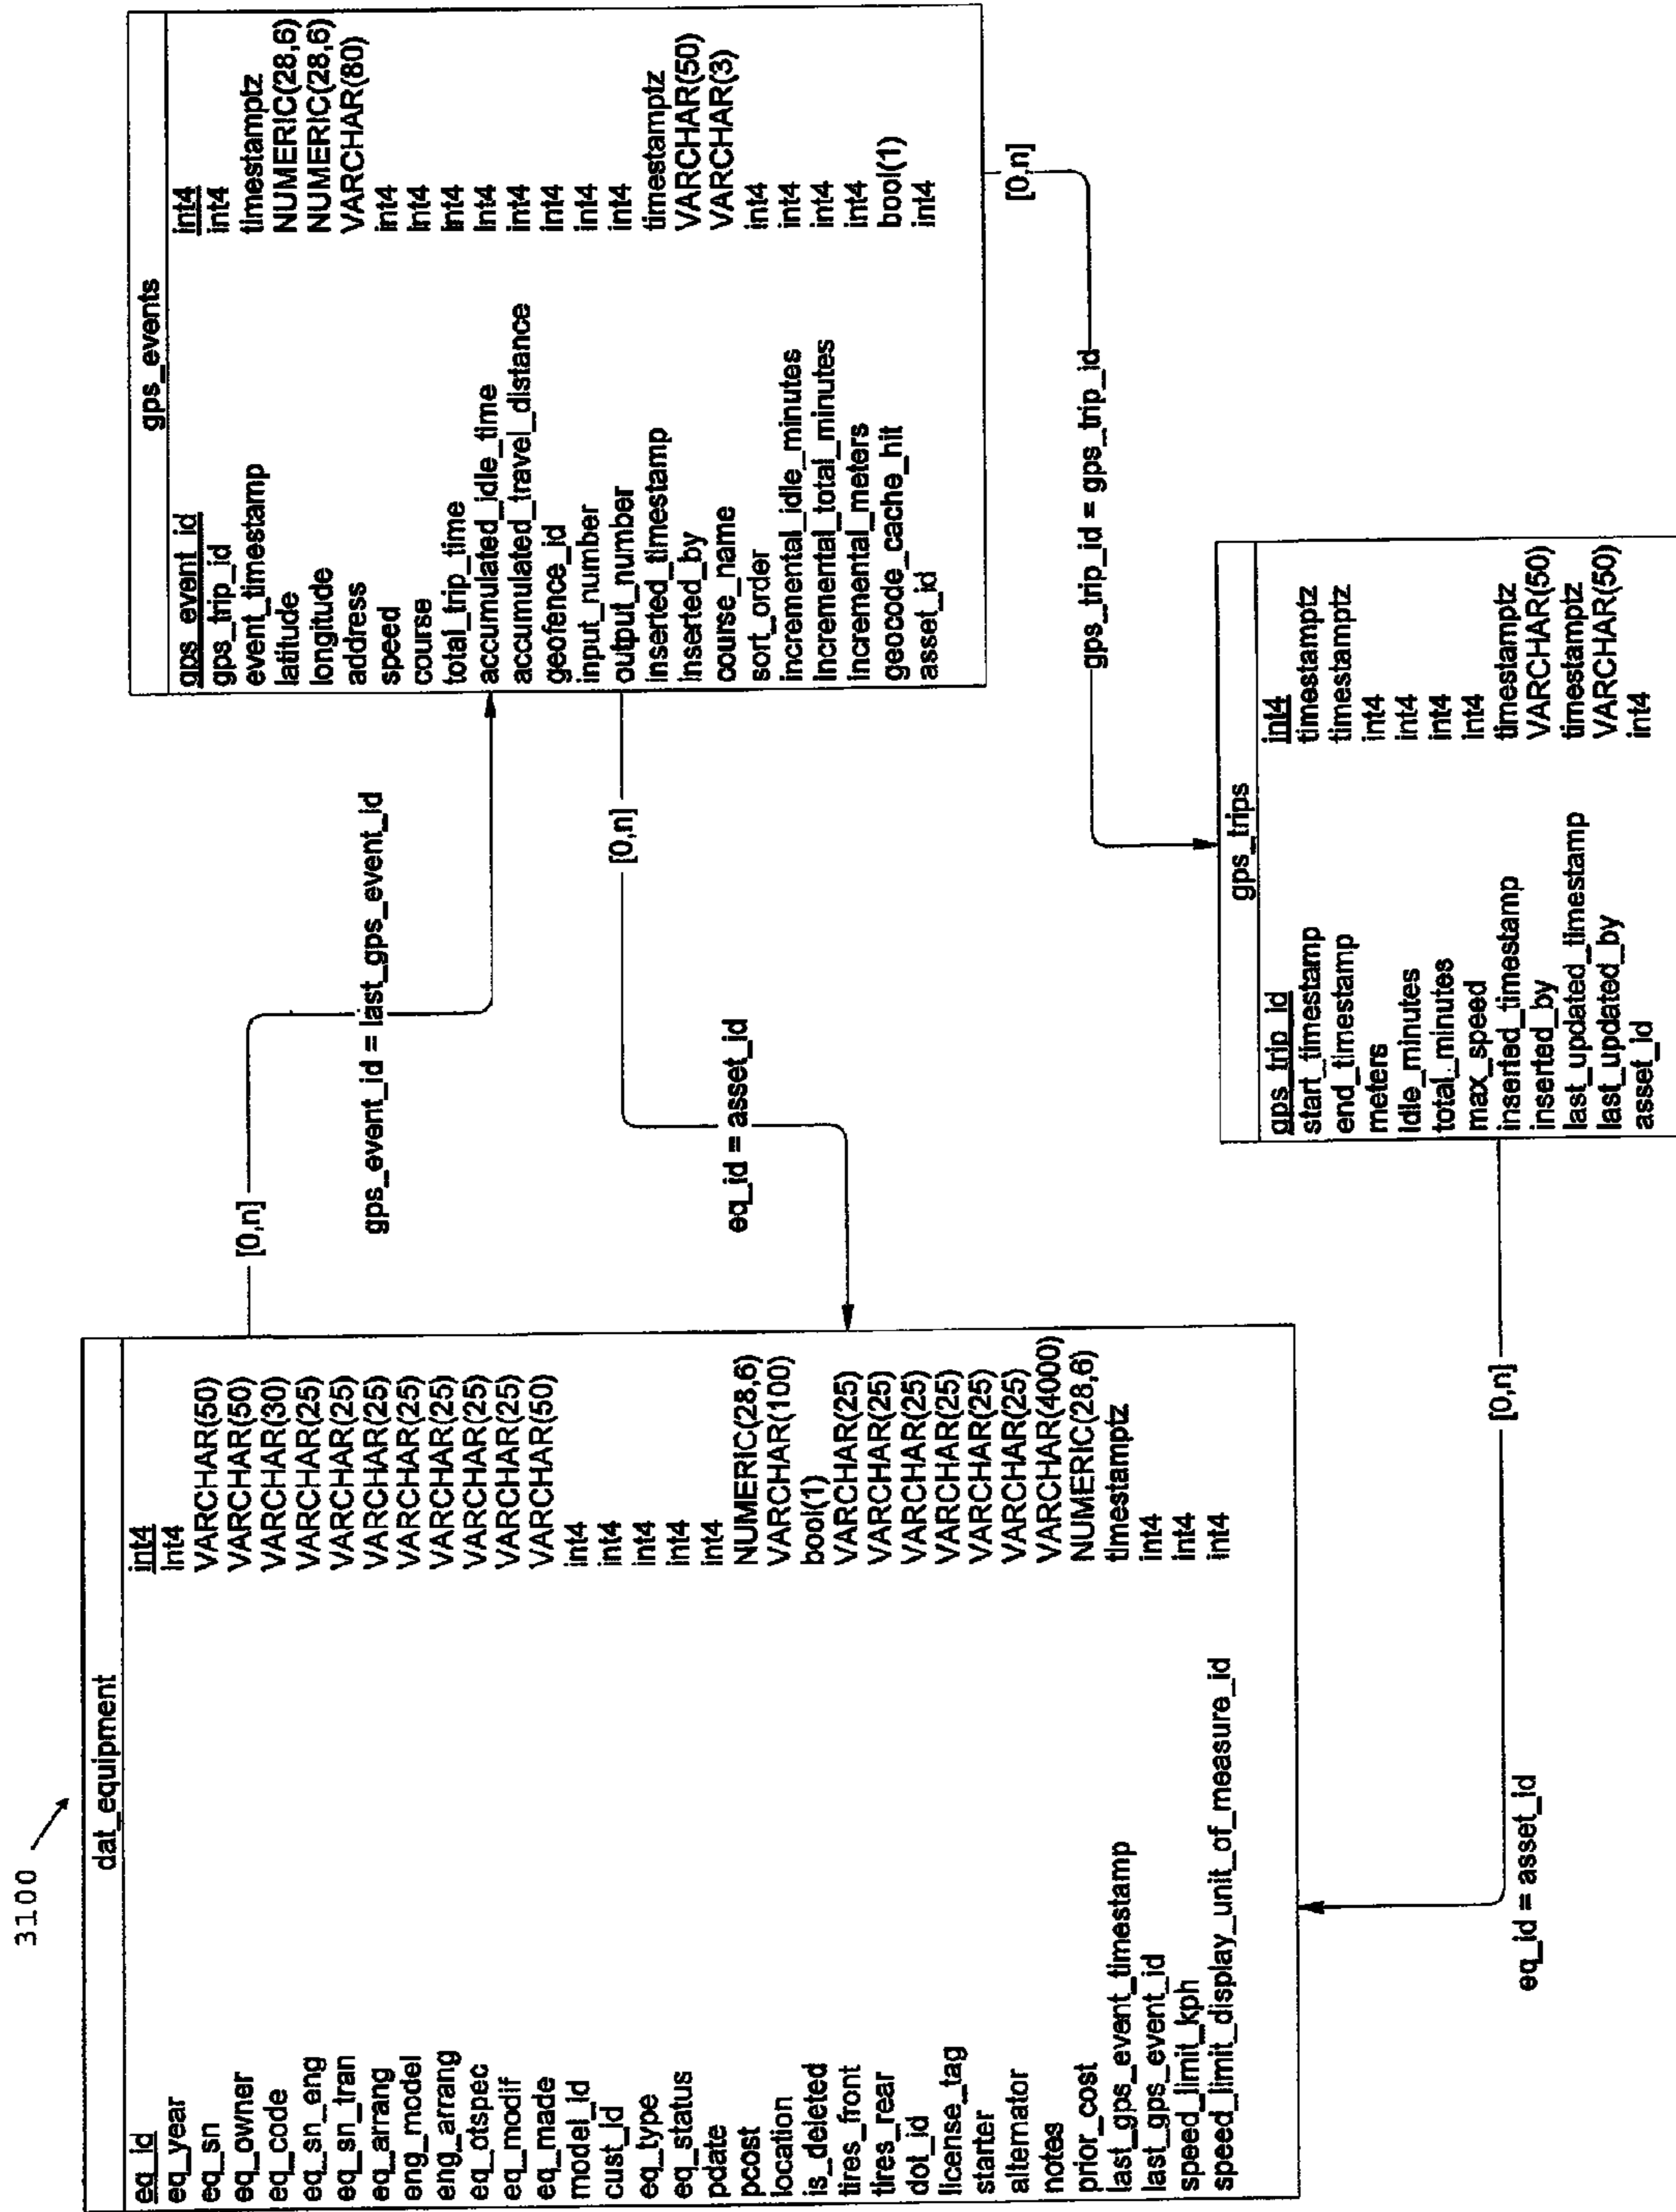 3100
dat_equipment
eq_id int4
eq_year int4
eq_sn VARCHAR(50)
eq_owner VARCHAR(50)
eq_code VARCHAR(30)
eq_sn_eng VARCHAR(25)
eq_sn_tran VARCHAR(25)
eq_arrang VARCHAR(25)
eng_model VARCHAR(25)
eng_arrang VARCHAR(25)
eq_otspec VARCHAR(25)
eq_modif VARCHAR(25)
eq_made VARCHAR(50)
model_id int4
cust_id int4
eq_type int4
eq_status int4
pdate int4
pcost NUMERIC(28,6)
location VARCHAR(100)
is_deleted bool(1)
tires_front VARCHAR(25)
tires_rear VARCHAR(25)
dot_id VARCHAR(25)
license_tag VARCHAR(25)
starter VARCHAR(25)
alternator VARCHAR(25)
notes VARCHAR(4000)
prior_cost NUMERIC(28,6)
last_gps_event_timestamp timestamptz
last_gps_event_id int4
speed_limit_kph int4
speed_limit_display_unit_of_measure_id int4
[0,n]
gps_event_id = last_gps_event_id
[0,n]
eq_id = asset_id
gps_events
gps_event_id int4
gps_trip_id int4
event_timestamp timestamptz
latitude NUMERIC(28,6)
longitude NUMERIC(28,6)
address VARCHAR(80)
speed int4
course int4
total_trip_time int4
accumulated_idle_time int4
accumulated_travel_distance int4
geofence_id int4
input_number int4
output_number int4
inserted_timestamp timestamptz
inserted_by VARCHAR(50)
course_name VARCHAR(3)
sort_order int4
incremental_idle_minutes int4
incremental_total_minutes int4
incremental_meters int4
geocode_cache_hit bool(1)
asset_id int4
[0,n]
gps_trip_id = gps_trip_id
gps_trips
gps_trip_id int4
start_timestamp timestamptz
end_timestamp timestamptz
meters int4
idle_minutes int4
total_minutes int4
max_speed int4
inserted_timestamp timestamptz
inserted_by VARCHAR(50)
last_updated_timestamp timestamptz
last_updated_by VARCHAR(50)
asset_id int4
[0,n]
eq_id = asset_id